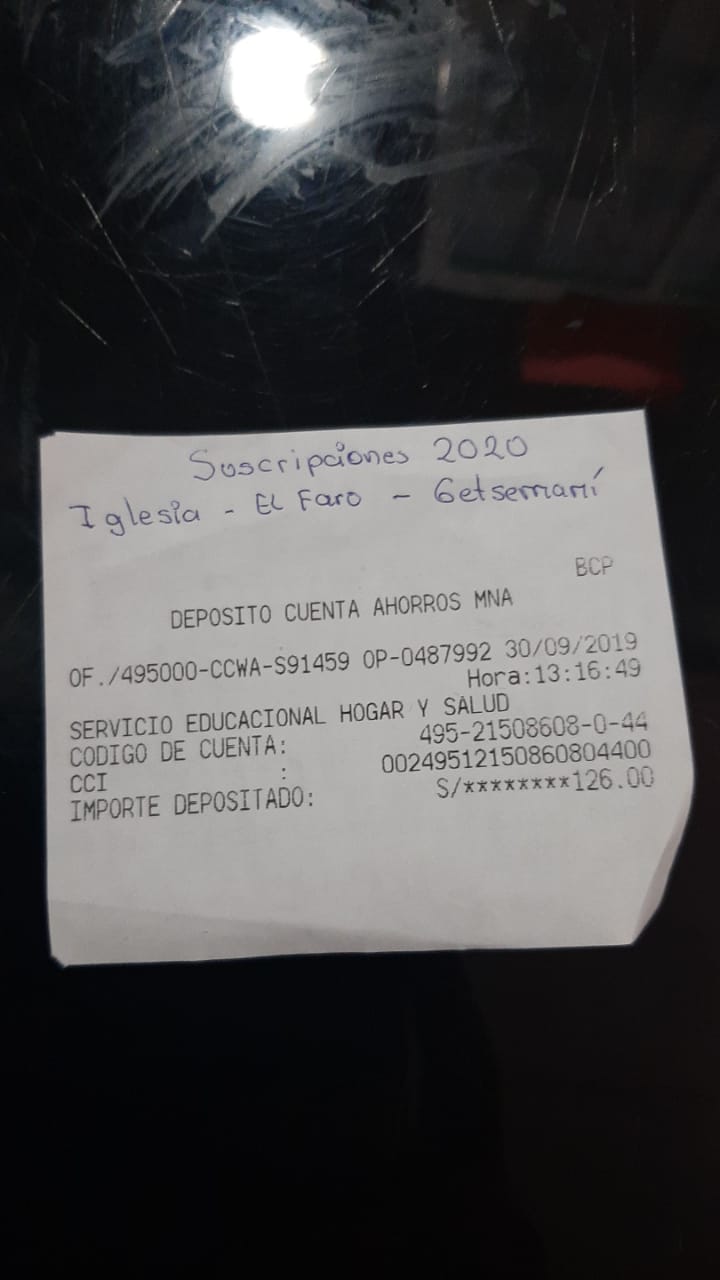 Suscripciones 2020
Iglesia - El Faro - Getsemaní
BCP
DEPOSITO CUENTA AHORROS MNA
OF./495000-CCWA-S91459 OP-0487992 30/09/2019
Hora:13:16:49
SERVICIO EDUCACIONAL HOGAR Y SALUD
CODIGO DE CUENTA: 495-21508608-0-44
CCI : 00249512150860804400
IMPORTE DEPOSITADO: S/********126.00